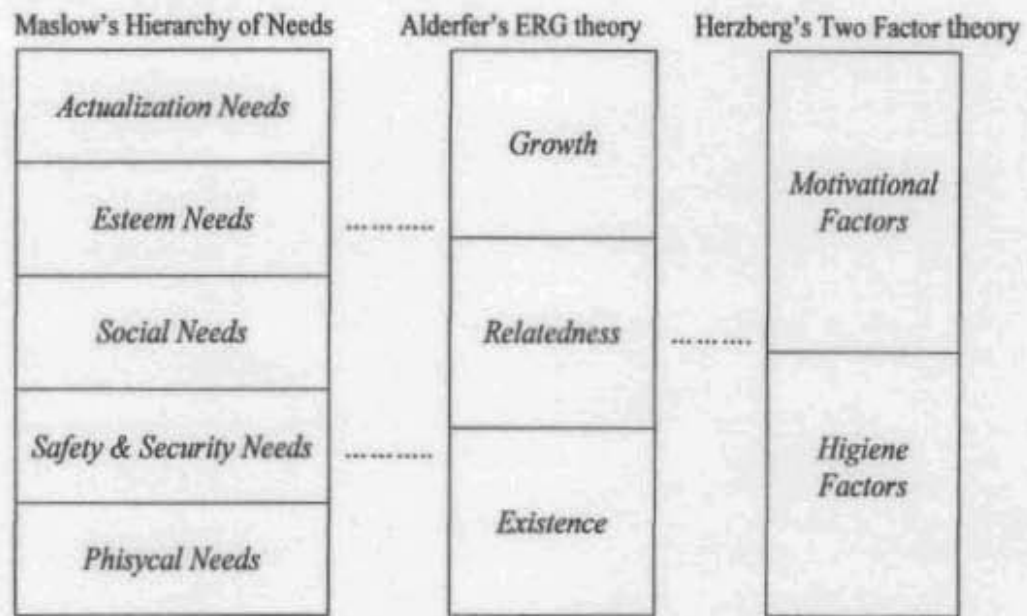 Maslow's Hierarchy of Needs
Actualization Needs
Esteem Needs
Social Needs
Safety & Security Needs
Phisycal Needs
………..
………..
Alderfer's ERG theory
Growth
Relatedness
Existence
……….
Herzberg's Two Factor theory
Motivational
Factors
Higiene
Factors